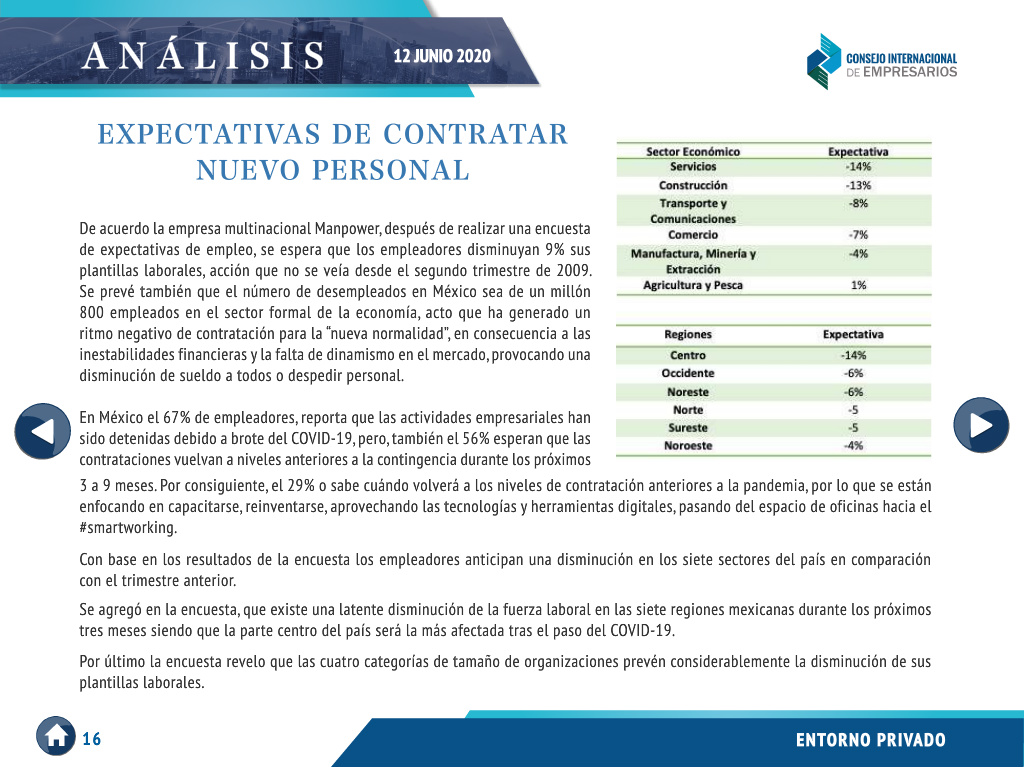 ANÁLISIS
12 JUNIO 2020
CONSEJO INTERNACIONAL
DE EMPRESARIOS
EXPECTATIVAS DE CONTRATAR
NUEVO PERSONAL
De acuerdo la empresa multinacional Manpower, después de realizar una encuesta
de expectativas de empleo, se espera que los empleadores disminuyan 9% sus
plantillas laborales, acción que no se veía desde el segundo trimestre de 2009.
Se prevé también que el número de desempleados en México sea de un millón
800 empleados en el sector formal de la economía, acto que ha generado un
ritmo negativo de contratación para la “nueva normalidad”, en consecuencia a las
inestabilidades financieras y la falta de dinamismo en el mercado, provocando una
disminución de sueldo a todos o despedir personal.
En México el 67% de empleadores, reporta que las actividades empresariales han
sido detenidas debido a brote del COVID-19, pero, también el 56% esperan que las
contrataciones vuelvan a niveles anteriores a la contingencia durante los próximos
3 a 9 meses. Por consiguiente, el 29% o sabe cuándo volverá a los niveles de contratación anteriores a la pandemia, por lo que se están
enfocando en capacitarse, reinventarse, aprovechando las tecnologías y herramientas digitales, pasando del espacio de oficinas hacia el
#smartworking.
Con base en los resultados de la encuesta los empleadores anticipan una disminución en los siete sectores del país en comparación
con el trimestre anterior.
Se agregó en la encuesta, que existe una latente disminución de la fuerza laboral en las siete regiones mexicanas durante los próximos
tres meses siendo que la parte centro del país será la más afectada tras el paso del COVID-19.
Por último la encuesta revelo que las cuatro categorías de tamaño de organizaciones prevén considerablemente la disminución de sus
plantillas laborales.
Sector Económico Expectativa
Servicios -14%
Construcción -13%
Transporte y -8%
Comunicaciones
Comercio -7%
Manufactura, Minería y -4%
Extracción
Agricultura y Pesca 1%
Regiones Expectativa
Centro -14%
Occidente -6%
Noreste -6%
Norte -5
Sureste -5
Noroeste -4%
16
ENTORNO PRIVADO